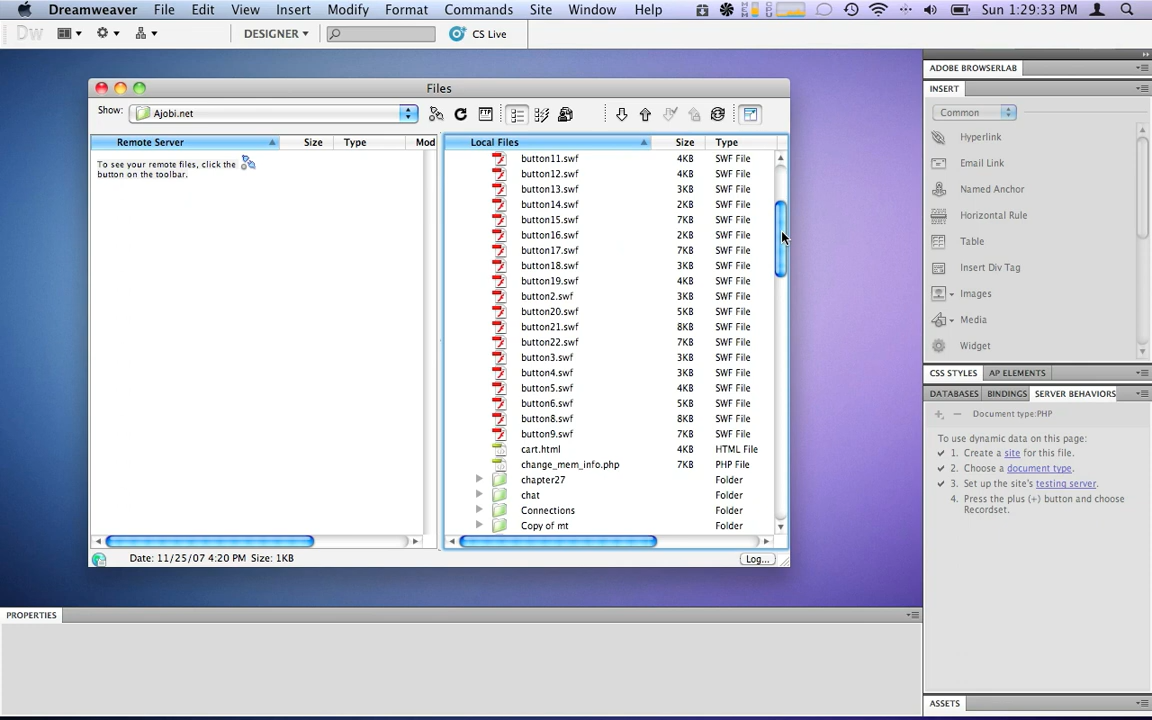 Dreamweaver File Edit View Insert Modify Format Commands Site Window Help Sun 1:29:33 PM
Dw DESIGNER CS Live
Files
Show: Ajobi.net
Remote Server Size Type Mod
To see your remote files, click the
button on the toolbar.
Local Files Size Type
button11.swf 4KB SWF File
button12.swf 4KB SWF File
button13.swf 3KB SWF File
button14.swf 2KB SWF File
button15.swf 7KB SWF File
button16.swf 2KB SWF File
button17.swf 7KB SWF File
button18.swf 3KB SWF File
button19.swf 4KB SWF File
button2.swf 3KB SWF File
button20.swf 5KB SWF File
button21.swf 8KB SWF File
button22.swf 7KB SWF File
button3.swf 3KB SWF File
button4.swf 3KB SWF File
button5.swf 4KB SWF File
button6.swf 5KB SWF File
button8.swf 8KB SWF File
button9.swf 7KB SWF File
cart.html 4KB HTML File
change_mem_info.php 7KB PHP File
chapter27 Folder
chat Folder
Connections Folder
Copy of mt Folder
Date: 11/25/07 4:20 PM Size: 1KB
Log...
ADOBE BROWSERLAB
INSERT
Common
Hyperlink
Email Link
Named Anchor
Horizontal Rule
Table
Insert Div Tag
Images
Media
Widget
CSS STYLES AP ELEMENTS
DATABASES BINDINGS SERVER BEHAVIORS
Document type:PHP
To use dynamic data on this page:
1. Create a site for this file.
2. Choose a document type.
3. Set up the site's testing server.
4. Press the plus (+) button and choose
Recordset.
ASSETS
PROPERTIES